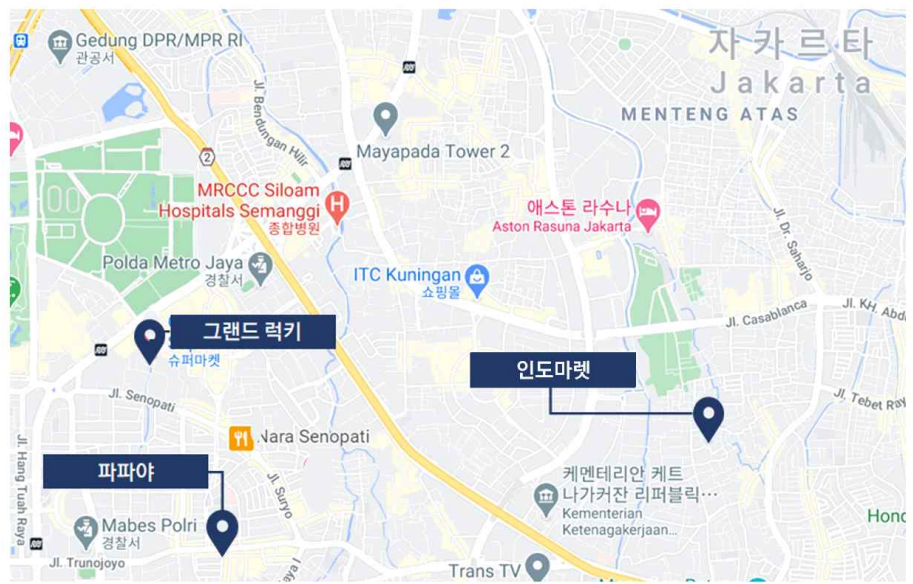 Gedung DPR/MPR RI
관공서
자카르타
Jakarta
MENTENG ATAS
Jl. Bendungan Hilir
Mayapada Tower 2
2
MRCCC Siloam
Hospitals Semanggi
종합병원
H
애스톤 라수나
Aston Rasuna Jakarta
Jl. Dr. Saharjo
Polda Metro Jaya
경찰서
ITC Kuningan
쇼핑몰
Jl. Casablanca
Jl. KH. Abdu
그랜드 럭키
슈퍼마켓
인도마렛
Jl. Senopati
Jl. Tebet Ray
Nara Senopati
Jl. Hang Tuah Raya
파파야
Jl. Suryo
케멘테리안 케트
나가커잔 리퍼블릭…
Kementerian
Ketenagakerjaan...
Mabes Polri
경찰서
Hono
Jl. Trunojoyo
Trans TV